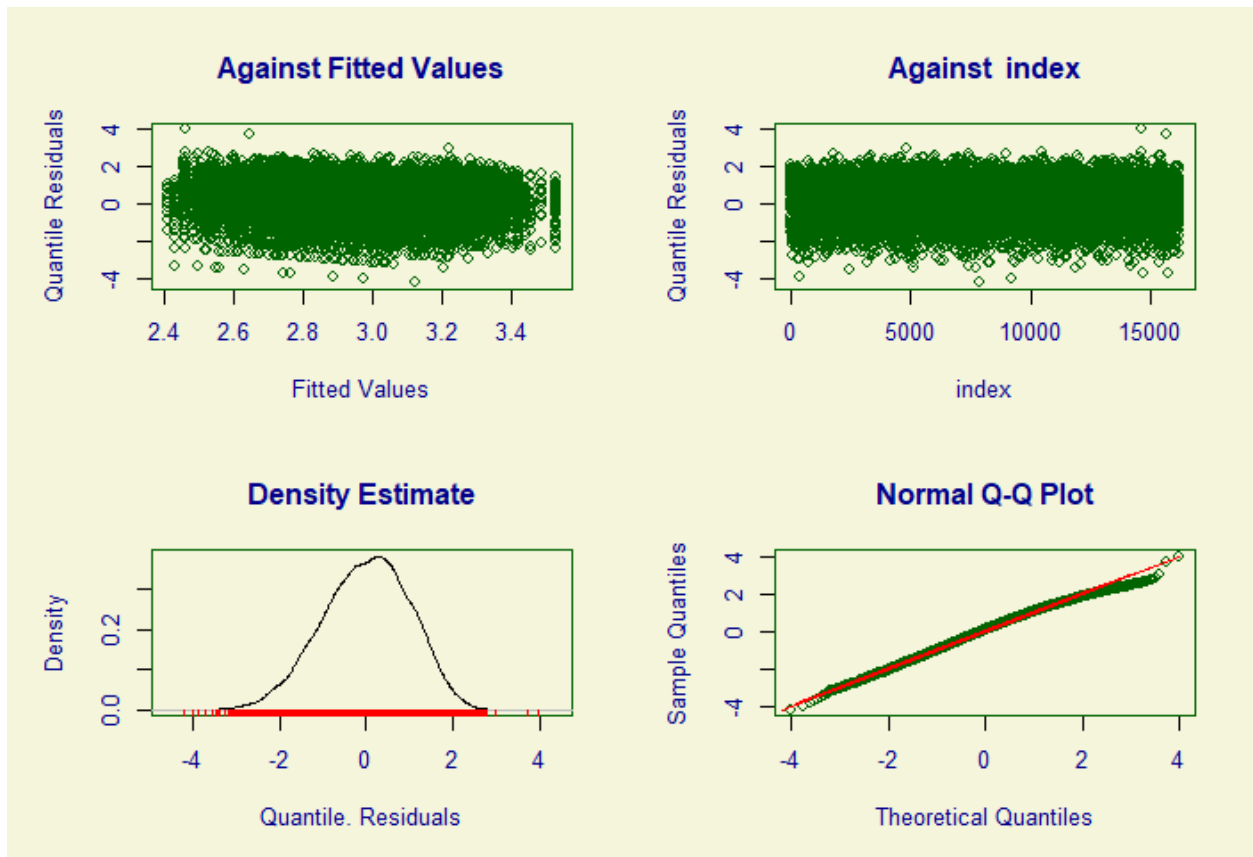 Against Fitted Values
Quantile Residuals
4
2
0
-4
2.4 2.6 2.8 3.0 3.2 3.4
Fitted Values
Against index
Quantile Residuals
4
2
0
-4
0 5000 10000 15000
index
Density Estimate
Density
0.2
0.0
-4 -2 0 2 4
Quantile. Residuals
Normal Q-Q Plot
Sample Quantiles
4
2
0
-4
-4 -2 0 2 4
Theoretical Quantiles